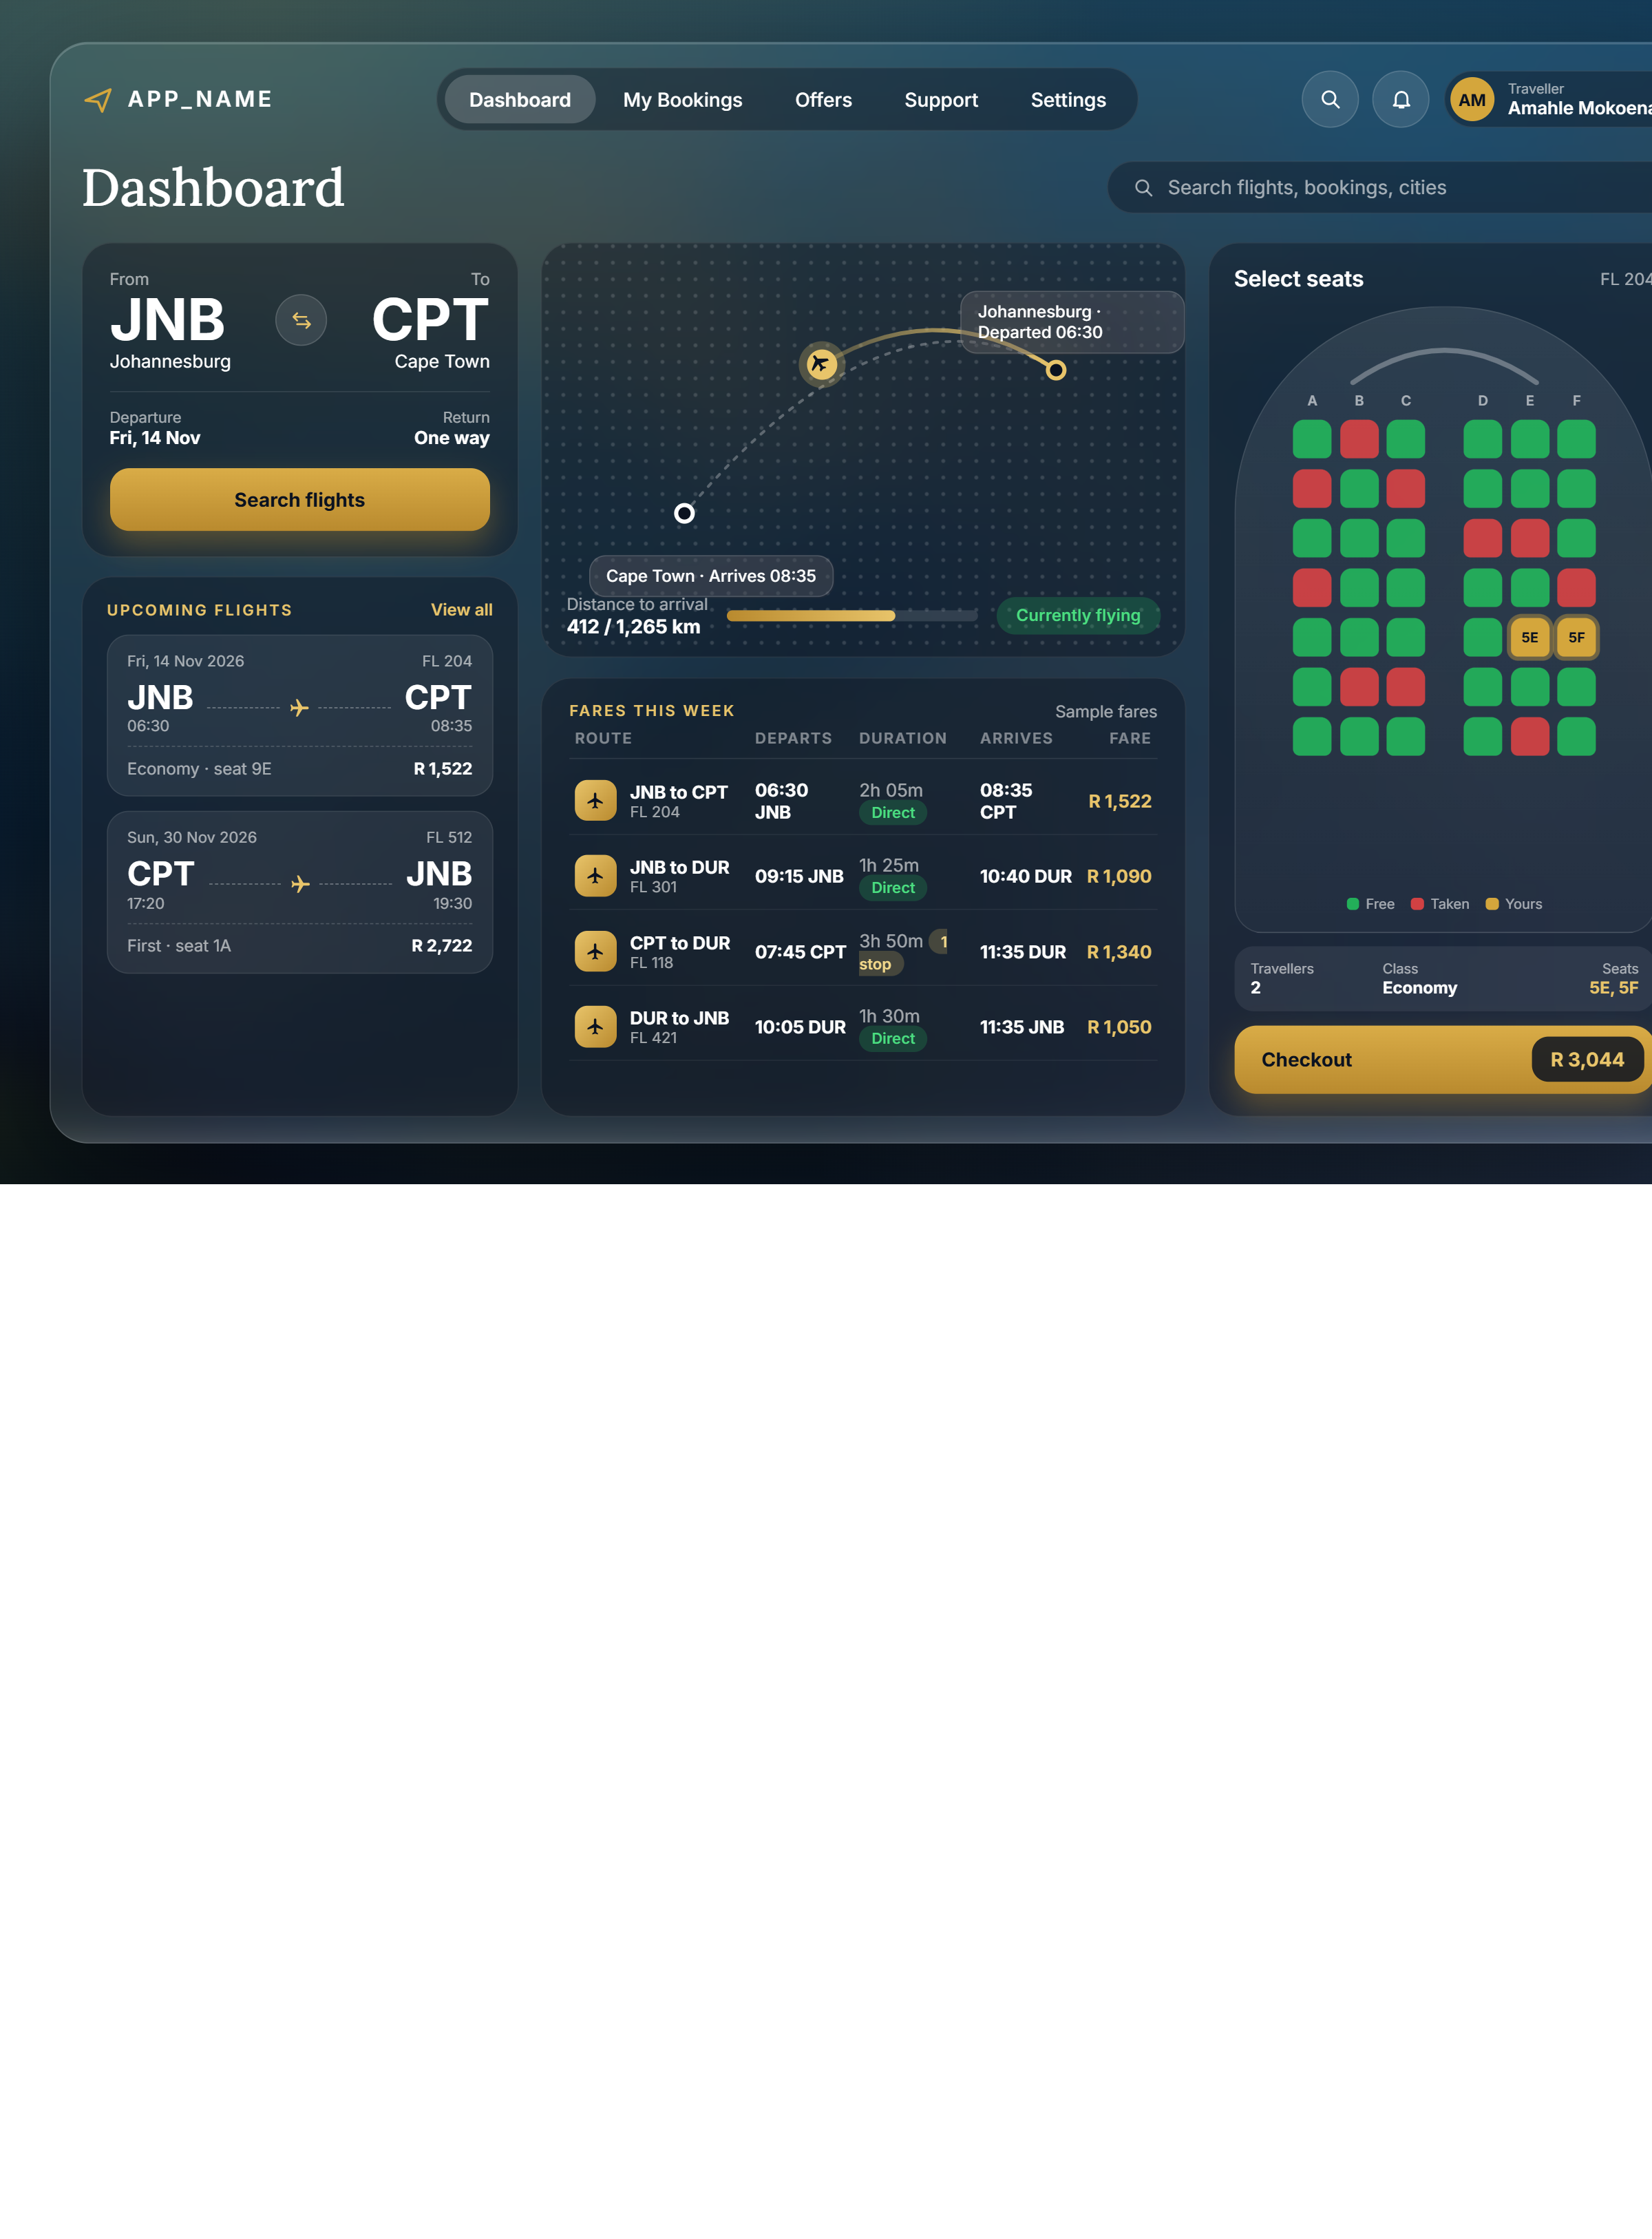 APP_NAME
Dashboard
My Bookings
Offers
Support
Settings
AM
Traveller
Amahle Mokoena
Dashboard
Search flights, bookings, cities
From
To
JNB
CPT
Johannesburg
Cape Town
Departure
Return
Fri, 14 Nov
One way
Search flights
UPCOMING FLIGHTS
View all
Fri, 14 Nov 2026
FL 204
JNB
CPT
06:30
08:35
Economy · seat 9E
R 1,522
Sun, 30 Nov 2026
FL 512
CPT
JNB
17:20
19:30
First · seat 1A
R 2,722
Johannesburg ·
Departed 06:30
Cape Town · Arrives 08:35
Distance to arrival
412 / 1,265 km
Currently flying
FARES THIS WEEK
Sample fares
ROUTE DEPARTS DURATION ARRIVES FARE
JNB to CPT
FL 204
06:30
JNB
2h 05m
Direct
08:35
CPT
R 1,522
JNB to DUR
FL 301
09:15 JNB
1h 25m
Direct
10:40 DUR
R 1,090
CPT to DUR
FL 118
07:45 CPT
3h 50m 1
stop
11:35 DUR
R 1,340
DUR to JNB
FL 421
10:05 DUR
1h 30m
Direct
11:35 JNB
R 1,050
Select seats
FL 204
A B C D E F
5E 5F
Free Taken Yours
Travellers
2
Class
Economy
Seats
5E, 5F
Checkout
R 3,044